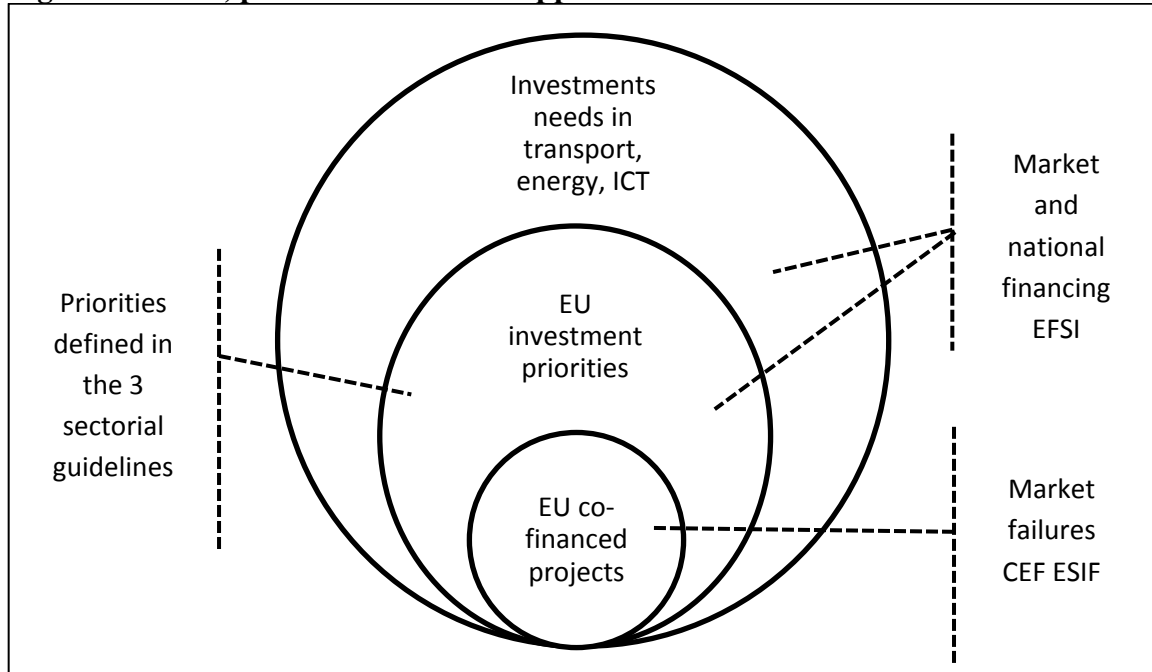 Investments
needs in
transport,
energy, ICT
Market
and
national
financing
EFSI
Priorities
defined in
the 3
sectorial
guidelines
EU
investment
priorities
EU co-
financed
projects
Market
failures
CEF ESIF